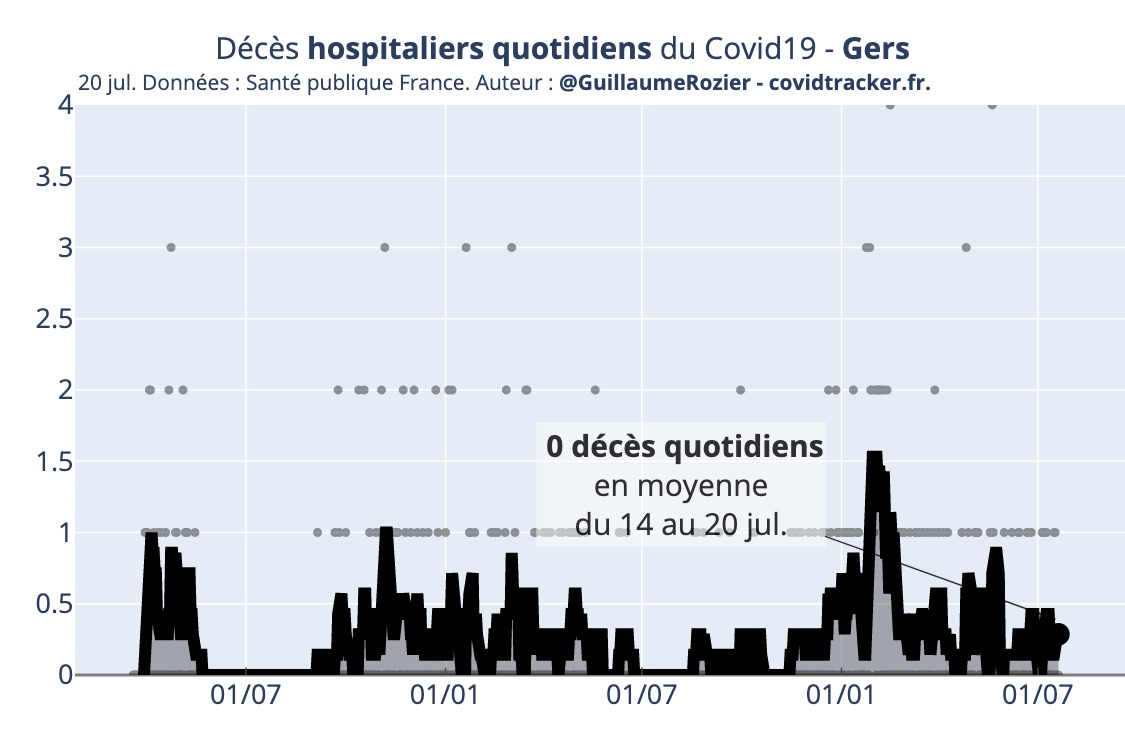 Décès hospitaliers quotidiens du Covid19 - Gers
20 jul. Données : Santé publique France. Auteur : @GuillaumeRozier - covidtracker.fr.
4
3.5
3
2.5
2
1.5
1
0.5
0
0 décès quotidiens
en moyenne
du 14 au 20 jul.
01/07
01/01
01/07
01/01
01/07